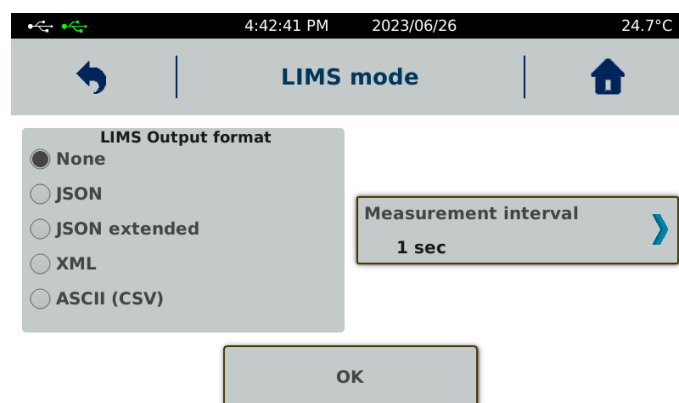 4:42:41 PM 2023/06/26 24.7°C
LIMS mode
LIMS Output format
None
JSON
JSON extended
XML
ASCII (CSV)
Measurement interval
1 sec
OK